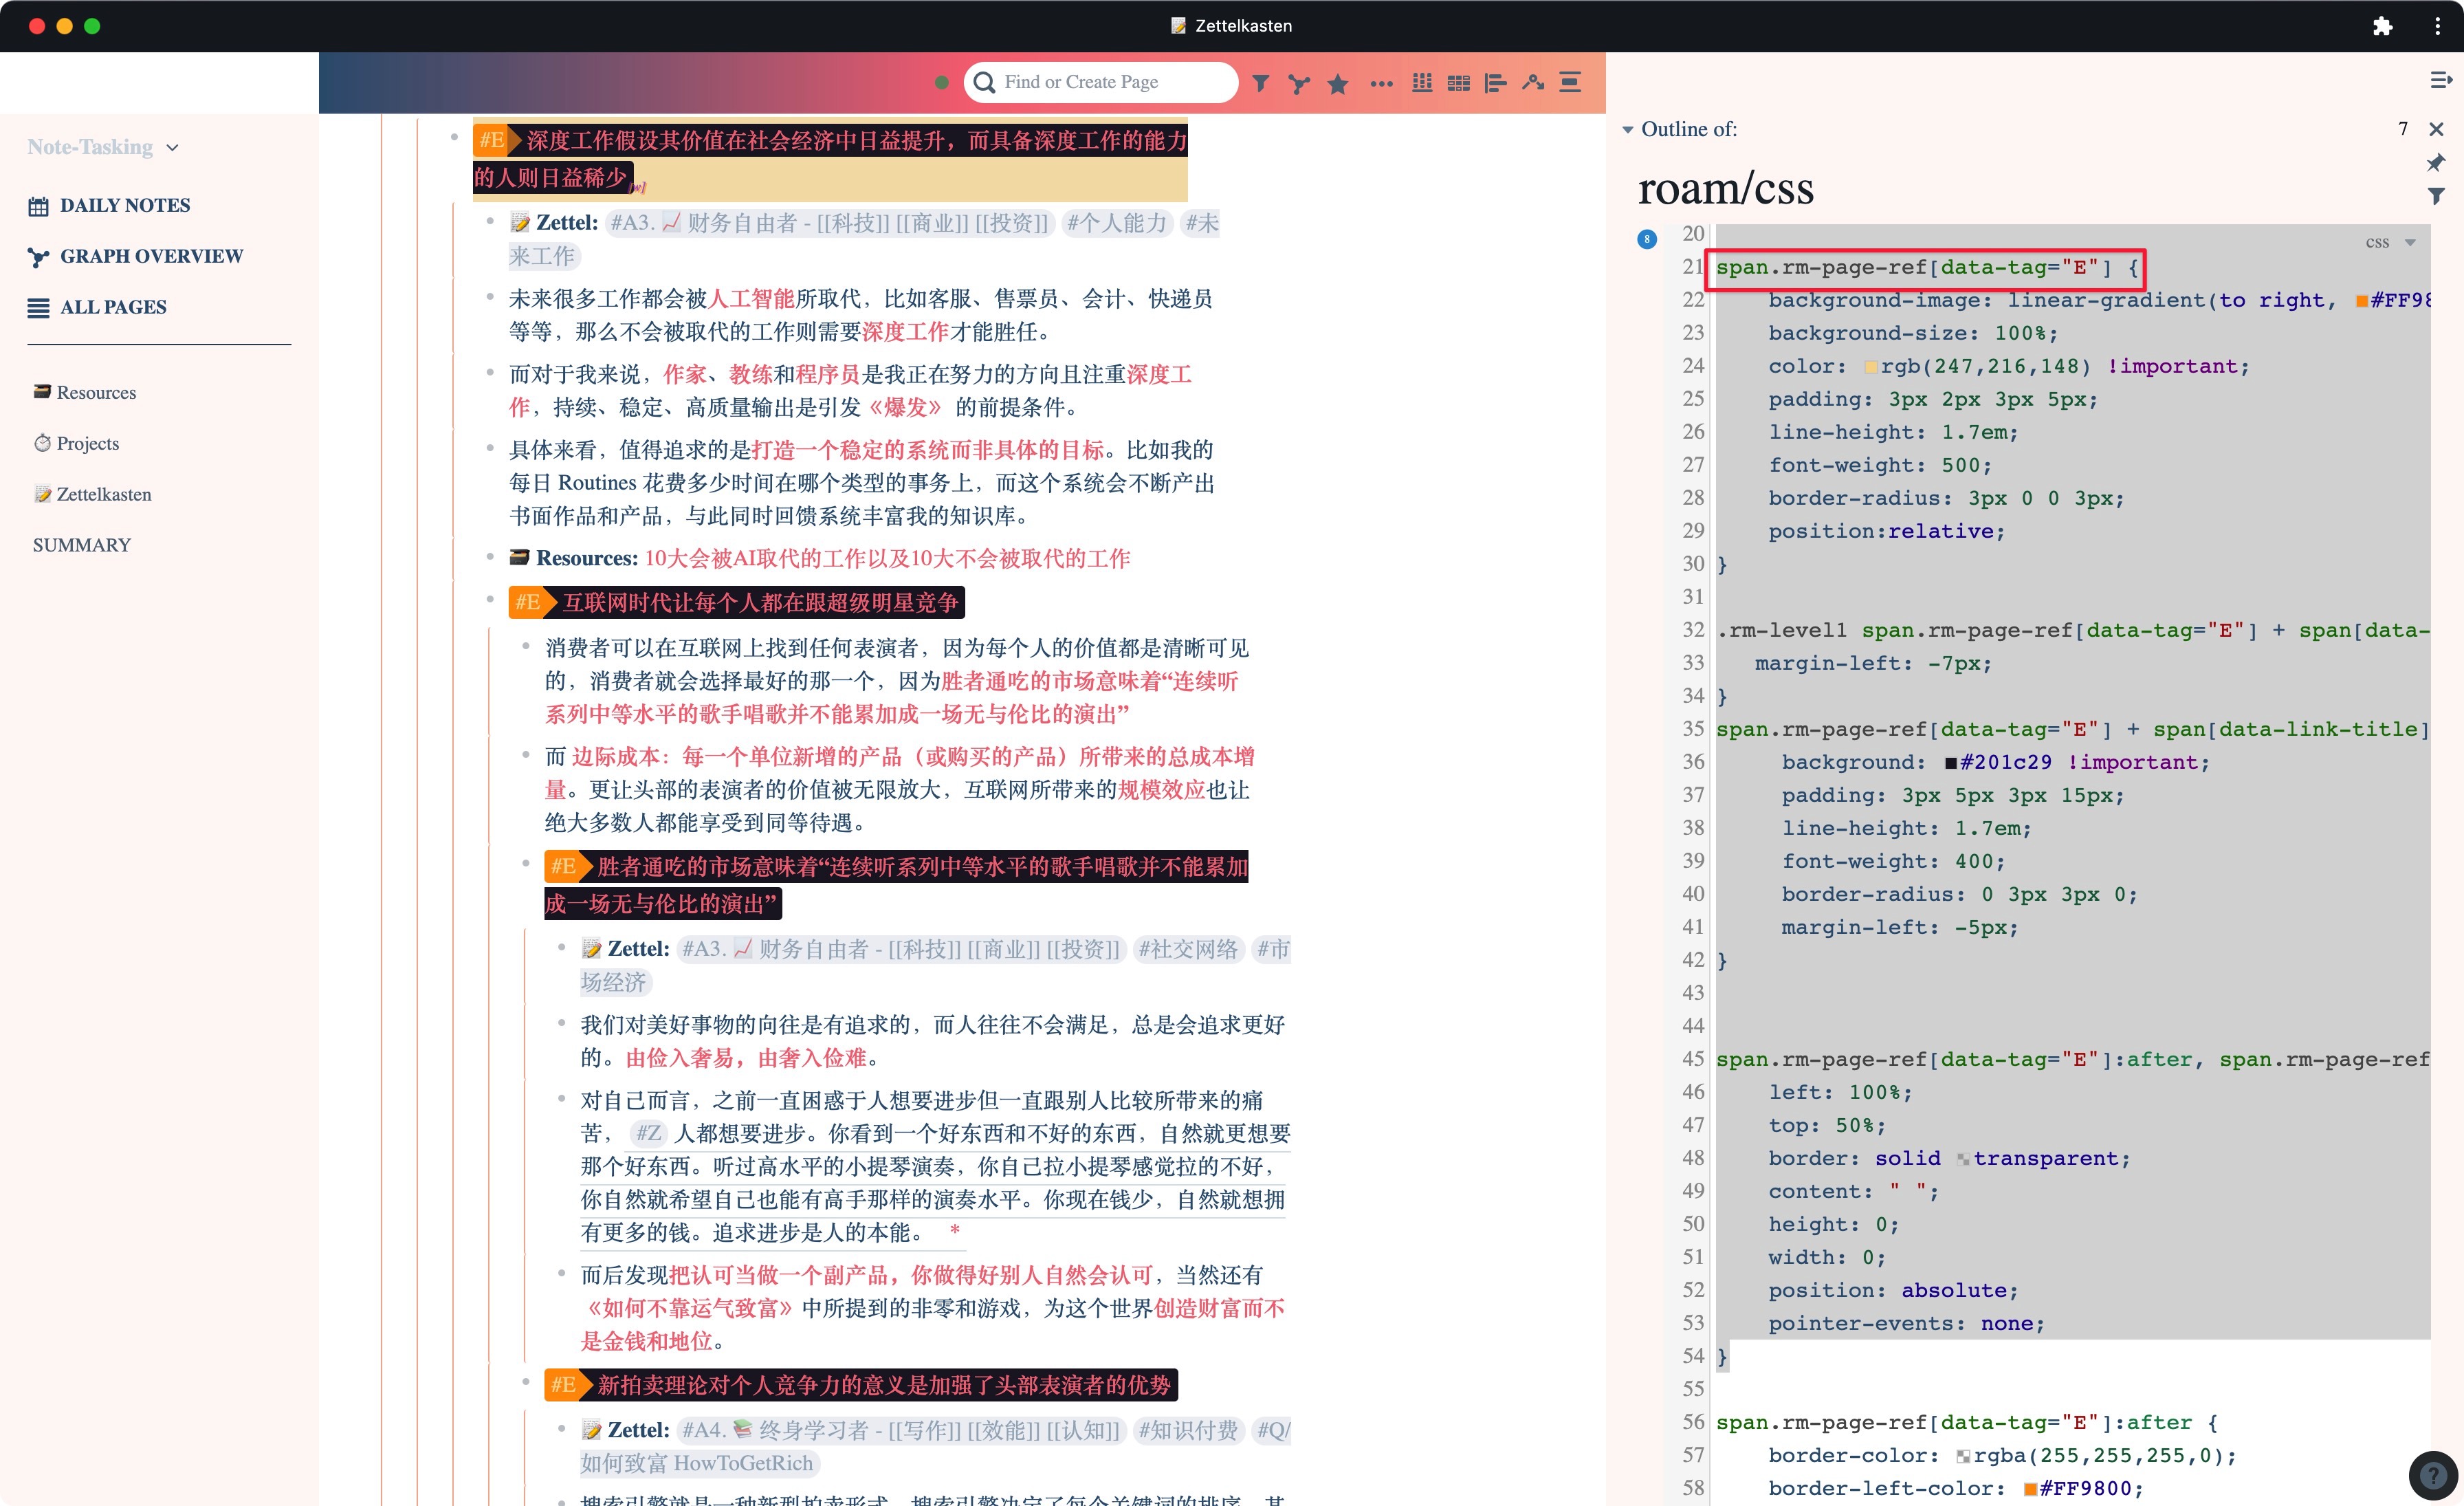 Zettelkasten
Find or Create Page
Note-Tasking
DAILY NOTES
GRAPH OVERVIEW
ALL PAGES
Resources
Projects
Zettelkasten
SUMMARY
#E 深度工作假设其价值在社会经济中日益提升，而具备深度工作的能力
的人则日益稀少[w]
Zettel: #A3. 📈 财务自由者 - [[科技]] [[商业]] [[投资]] #个人能力 #未
来工作
未来很多工作都会被人工智能所取代，比如客服、售票员、会计、快递员
等等，那么不会被取代的工作则需要深度工作才能胜任。
而对于我来说，作家、教练和程序员是我正在努力的方向且注重深度工
作，持续、稳定、高质量输出是引发《爆发》 的前提条件。
具体来看，值得追求的是打造一个稳定的系统而非具体的目标。比如我的
每日 Routines 花费多少时间在哪个类型的事务上，而这个系统会不断产出
书面作品和产品，与此同时回馈系统丰富我的知识库。
Resources: 10大会被AI取代的工作以及10大不会被取代的工作
#E 互联网时代让每个人都在跟超级明星竞争
消费者可以在互联网上找到任何表演者，因为每个人的价值都是清晰可见
的，消费者就会选择最好的那一个，因为胜者通吃的市场意味着“连续听
系列中等水平的歌手唱歌并不能累加成一场无与伦比的演出”
而 边际成本：每一个单位新增的产品（或购买的产品）所带来的总成本增
量。更让头部的表演者的价值被无限放大，互联网所带来的规模效应也让
绝大多数人都能享受到同等待遇。
#E 胜者通吃的市场意味着“连续听系列中等水平的歌手唱歌并不能累加
成一场无与伦比的演出”
Zettel: #A3. 📈 财务自由者 - [[科技]] [[商业]] [[投资]] #社交网络 #市
场经济
我们对美好事物的向往是有追求的，而人往往不会满足，总是会追求更好
的。由俭入奢易，由奢入俭难。
对自己而言，之前一直困惑于人想要进步但一直跟别人比较所带来的痛
苦， #Z 人都想要进步。你看到一个好东西和不好的东西，自然就更想要
那个好东西。听过高水平的小提琴演奏，你自己拉小提琴感觉拉的不好，
你自然就希望自己也能有高手那样的演奏水平。你现在钱少，自然就想拥
有更多的钱。追求进步是人的本能。 *
而后发现把认可当做一个副产品，你做得好别人自然会认可，当然还有
《如何不靠运气致富》中所提到的非零和游戏，为这个世界创造财富而不
是金钱和地位。
#E 新拍卖理论对个人竞争力的意义是加强了头部表演者的优势
Zettel: #A4. 📚 终身学习者 - [[写作]] [[效能]] [[认知]] #知识付费 #Q/
如何致富 HowToGetRich
搜索引擎就是一种新型拍卖形式，搜索引擎决定了每个关键词的排序，其
Outline of:
7
roam/css
8
css
20
21 span.rm-page-ref[data-tag="E"] {
22 background-image: linear-gradient(to right, #FF98
23 background-size: 100%;
24 color: rgb(247,216,148) !important;
25 padding: 3px 2px 3px 5px;
26 line-height: 1.7em;
27 font-weight: 500;
28 border-radius: 3px 0 0 3px;
29 position:relative;
30 }
31
32 .rm-level1 span.rm-page-ref[data-tag="E"] + span[data-
33 margin-left: -7px;
34 }
35 span.rm-page-ref[data-tag="E"] + span[data-link-title]
36 background: #201c29 !important;
37 padding: 3px 5px 3px 15px;
38 line-height: 1.7em;
39 font-weight: 400;
40 border-radius: 0 3px 3px 0;
41 margin-left: -5px;
42 }
43
44
45 span.rm-page-ref[data-tag="E"]:after, span.rm-page-ref
46 left: 100%;
47 top: 50%;
48 border: solid transparent;
49 content: " ";
50 height: 0;
51 width: 0;
52 position: absolute;
53 pointer-events: none;
54 }
55
56 span.rm-page-ref[data-tag="E"]:after {
57 border-color: rgba(255,255,255,0);
58 border-left-color: #FF9800;